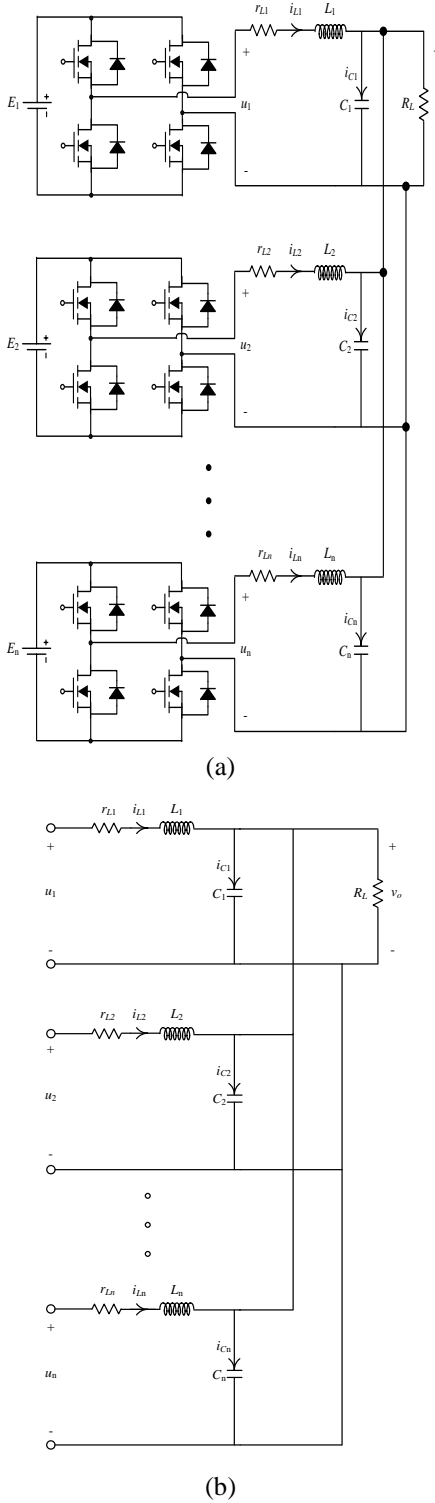 r_L1 i_L1 L_1
+
E_1 + - u_1 i_C1 C_1 R_L
-
r_L2 i_L2 L_2
+
E_2 + - u_2 i_C2 C_2
-
r_Ln i_Ln L_n
+
E_n + - u_n i_Cn C_n
-
(a)
r_L1 i_L1 L_1
+ +
u_1 i_C1 C_1 R_L v_o
- -
r_L2 i_L2 L_2
+
u_2 i_C2 C_2
-
r_Ln i_Ln L_n
+
u_n i_Cn C_n
-
(b)